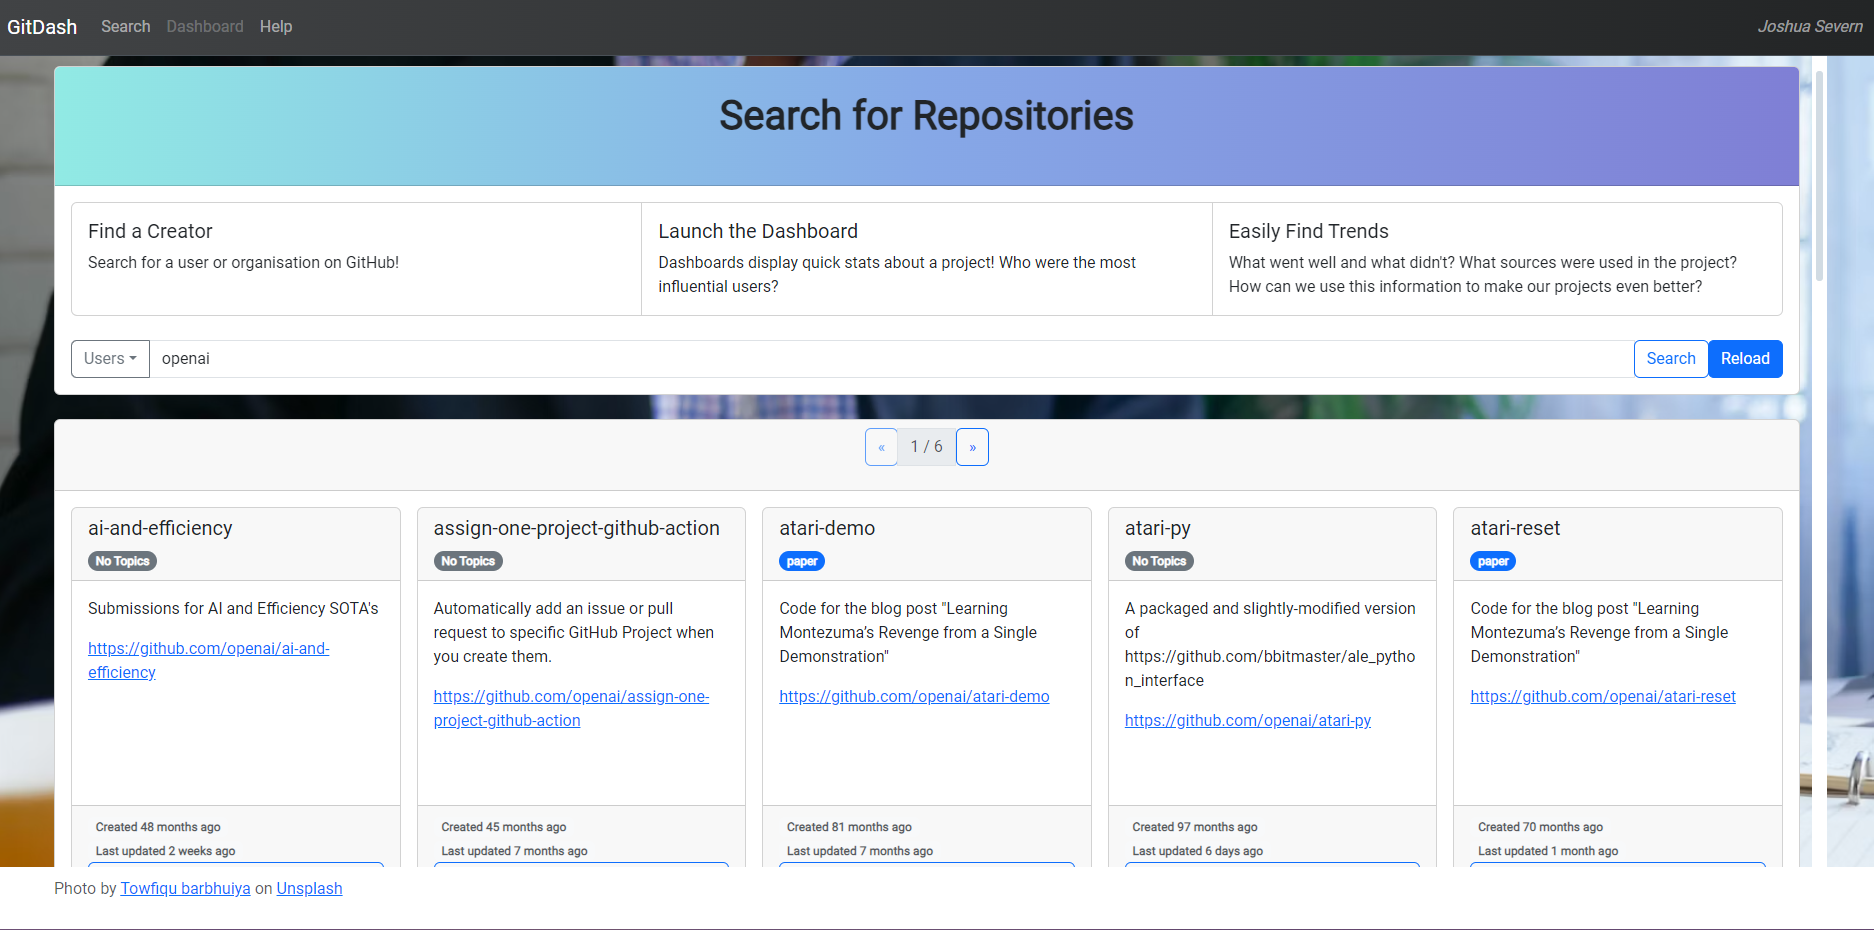 GitDash Search Dashboard Help Joshua Severn
Search for Repositories
Find a Creator
Search for a user or organisation on GitHub!
Launch the Dashboard
Dashboards display quick stats about a project! Who were the most
influential users?
Easily Find Trends
What went well and what didn't? What sources were used in the project?
How can we use this information to make our projects even better?
Users openai Search Reload
« 1 / 6 »
ai-and-efficiency
No Topics
Submissions for AI and Efficiency SOTA's
https://github.com/openai/ai-and-
efficiency
Created 48 months ago
Last updated 2 weeks ago
assign-one-project-github-action
No Topics
Automatically add an issue or pull
request to specific GitHub Project when
you create them.
https://github.com/openai/assign-one-
project-github-action
Created 45 months ago
Last updated 7 months ago
atari-demo
paper
Code for the blog post "Learning
Montezuma’s Revenge from a Single
Demonstration"
https://github.com/openai/atari-demo
Created 81 months ago
Last updated 7 months ago
atari-py
No Topics
A packaged and slightly-modified version
of
https://github.com/bbitmaster/ale_pytho
n_interface
https://github.com/openai/atari-py
Created 97 months ago
Last updated 6 days ago
atari-reset
paper
Code for the blog post "Learning
Montezuma’s Revenge from a Single
Demonstration"
https://github.com/openai/atari-reset
Created 70 months ago
Last updated 1 month ago
Photo by Towfiqu barbhuiya on Unsplash